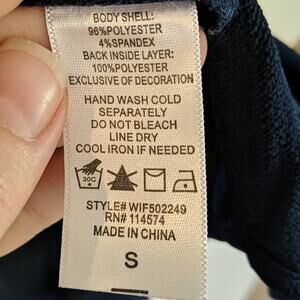 BODY SHELL:
96%POLYESTER
4%SPANDEX
BACK INSIDE LAYER:
100%POLYESTER
EXCLUSIVE OF DECORATION
HAND WASH COLD
SEPARATELY
DO NOT BLEACH
LINE DRY
COOL IRON IF NEEDED
30C
STYLE# WIF502249
RN# 114574
MADE IN CHINA
S